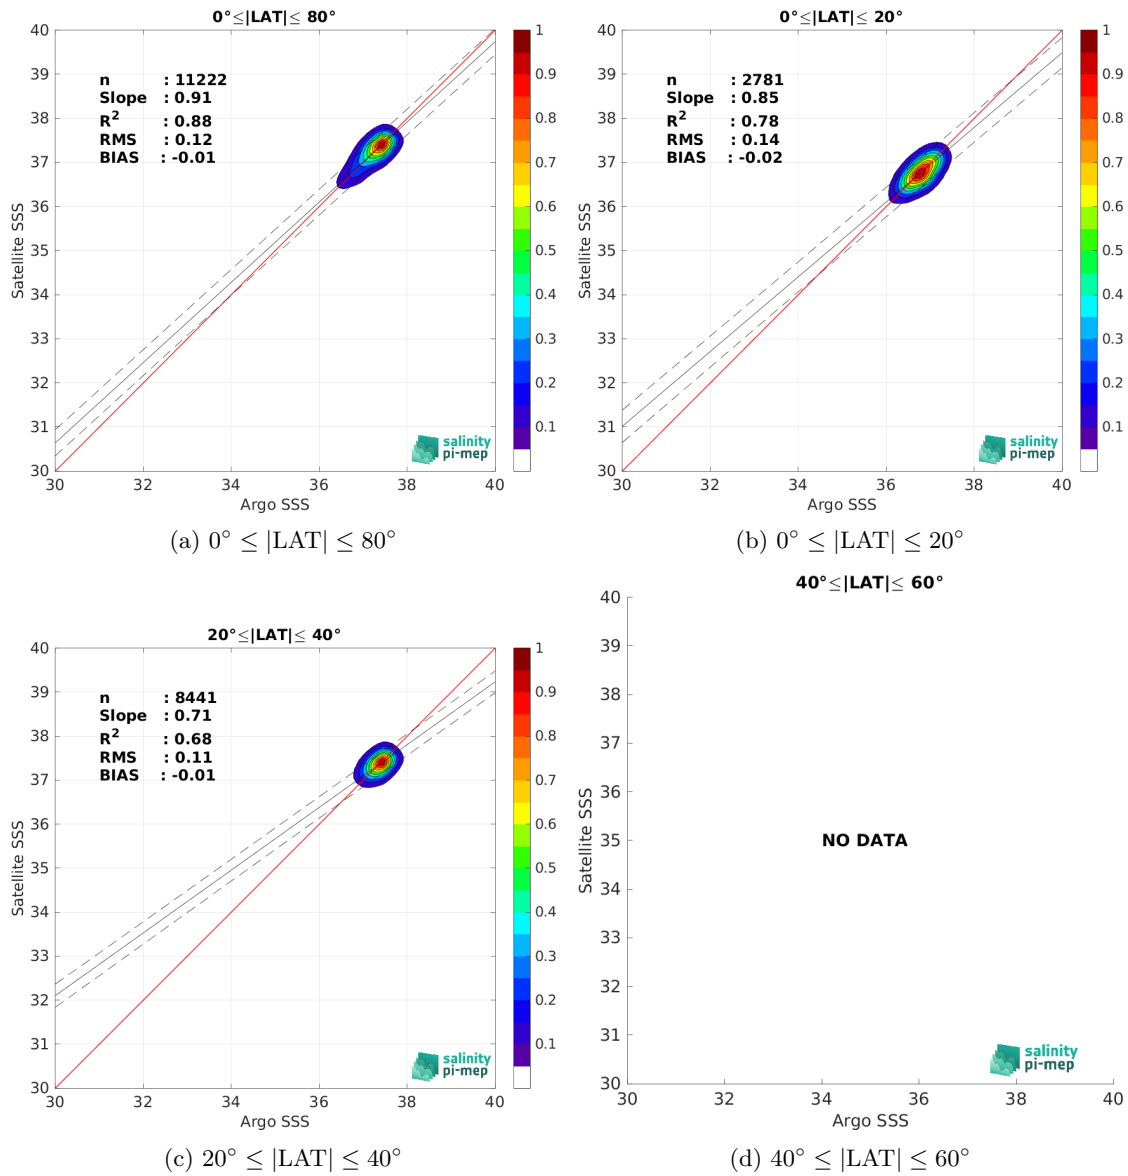 0°≤|LAT|≤ 80°
n : 11222
Slope : 0.91
R2 : 0.88
RMS : 0.12
BIAS : -0.01
Satellite SSS
40
39
38
37
36
35
34
33
32
31
30
30 32 34 36 38 40
Argo SSS
1
0.9
0.8
0.7
0.6
0.5
0.4
0.3
0.2
0.1
salinity
pi-mep
(a) 0° ≤ |LAT| ≤ 80°
0°≤|LAT|≤ 20°
n : 2781
Slope : 0.85
R2 : 0.78
RMS : 0.14
BIAS : -0.02
Satellite SSS
40
39
38
37
36
35
34
33
32
31
30
30 32 34 36 38 40
Argo SSS
1
0.9
0.8
0.7
0.6
0.5
0.4
0.3
0.2
0.1
salinity
pi-mep
(b) 0° ≤ |LAT| ≤ 20°
20°≤|LAT|≤ 40°
n : 8441
Slope : 0.71
R2 : 0.68
RMS : 0.11
BIAS : -0.01
Satellite SSS
40
39
38
37
36
35
34
33
32
31
30
30 32 34 36 38 40
Argo SSS
1
0.9
0.8
0.7
0.6
0.5
0.4
0.3
0.2
0.1
salinity
pi-mep
(c) 20° ≤ |LAT| ≤ 40°
40°≤|LAT|≤ 60°
Satellite SSS
40
39
38
37
36
35
34
33
32
31
30
NO DATA
30 32 34 36 38 40
Argo SSS
salinity
pi-mep
(d) 40° ≤ |LAT| ≤ 60°